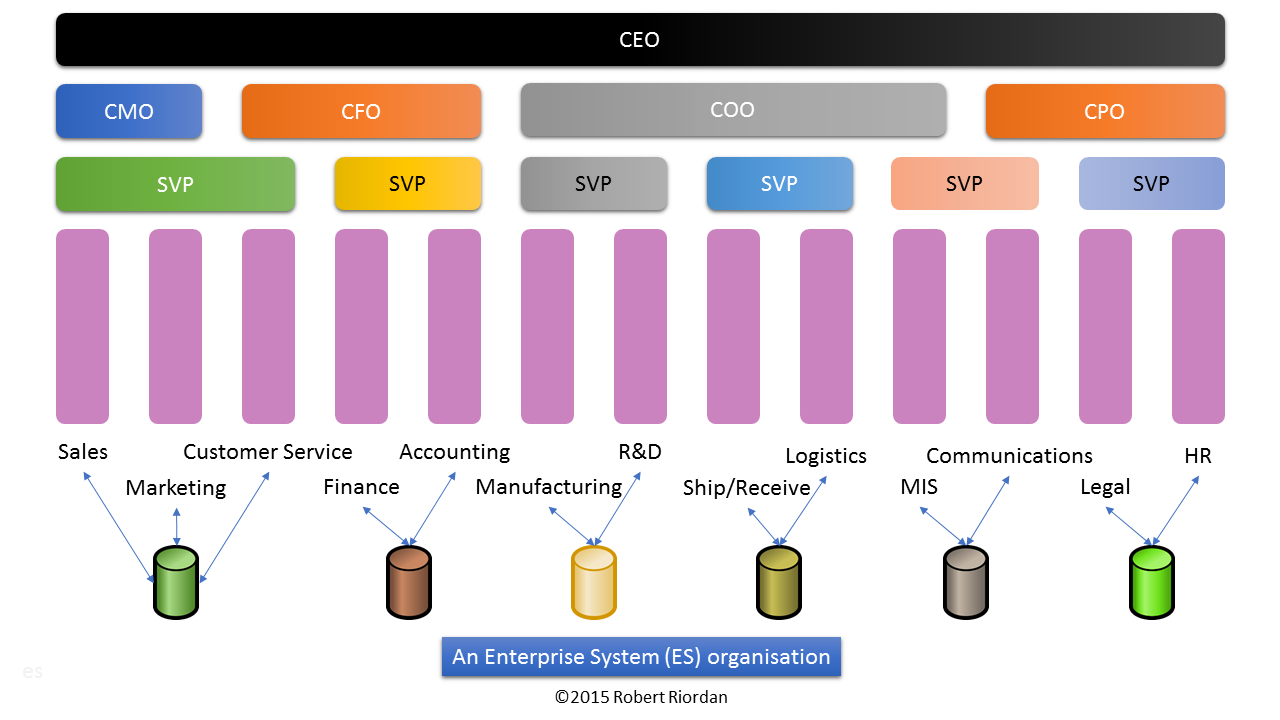 CEO
CMO
CFO
COO
CPO
SVP
SVP
SVP
SVP
SVP
SVP
Sales
Customer Service
Accounting
R&D
Logistics
Communications
HR
Marketing
Finance
Manufacturing
Ship/Receive
MIS
Legal
An Enterprise System (ES) organisation
es
©2015 Robert Riordan